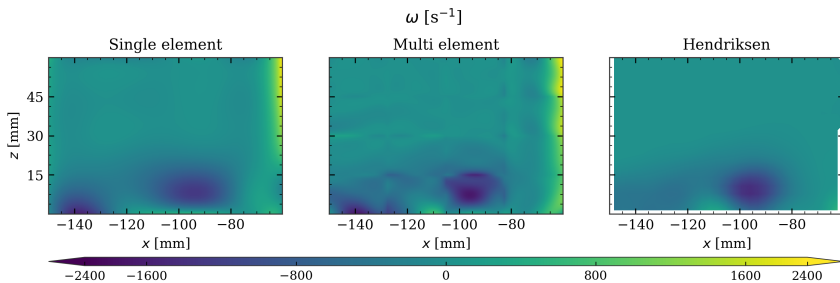 ω [s⁻¹]
Single element Multi element Hendriksen
z [mm]
45
30
15
−140 −120 −100 −80 −140 −120 −100 −80 −140 −120 −100 −80
x [mm] x [mm] x [mm]
−2400 −1600 −800 0 800 1600 2400